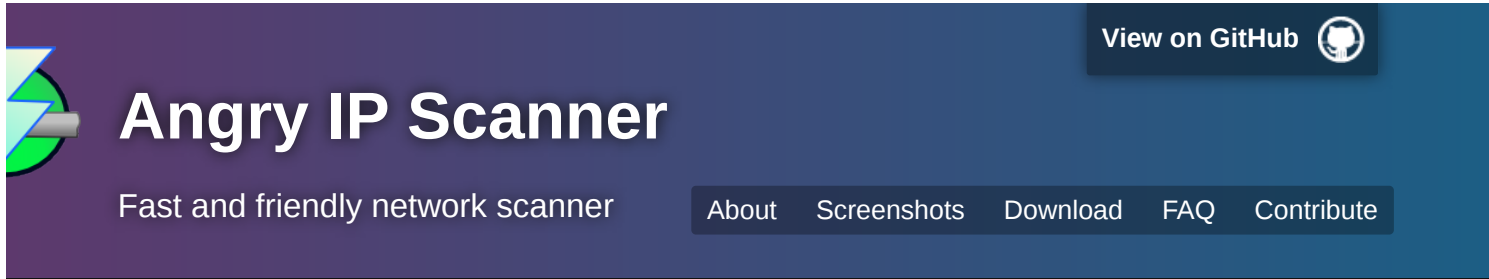 View on GitHub
Angry IP Scanner
Fast and friendly network scanner
About Screenshots Download FAQ Contribute